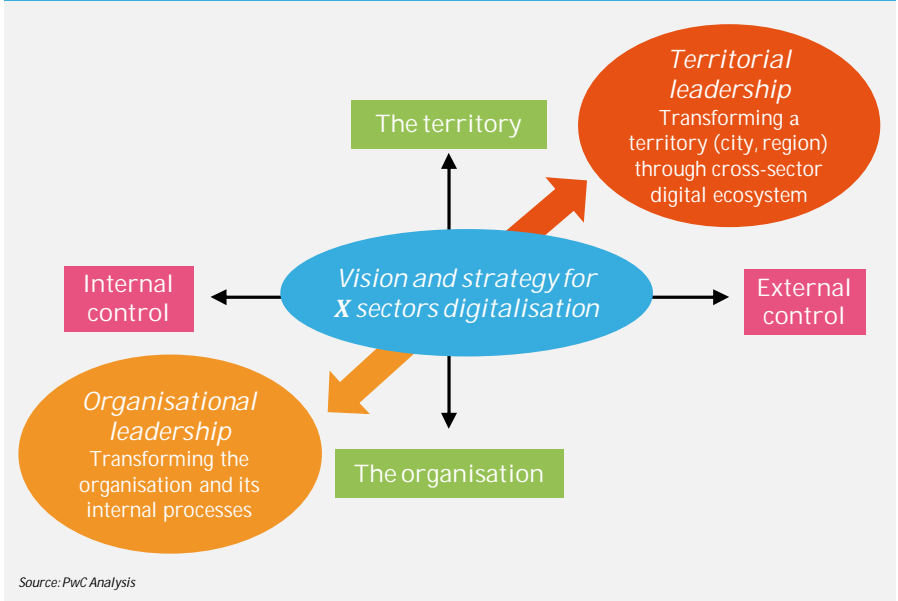 Territorial
leadership
Transforming a
territory (city, region)
through cross-sector
digital ecosystem
The territory
Vision and strategy for
X sectors digitalisation
Internal
control
External
control
Organisational
leadership
Transforming the
organisation and its
internal processes
The organisation
Source: PwC Analysis